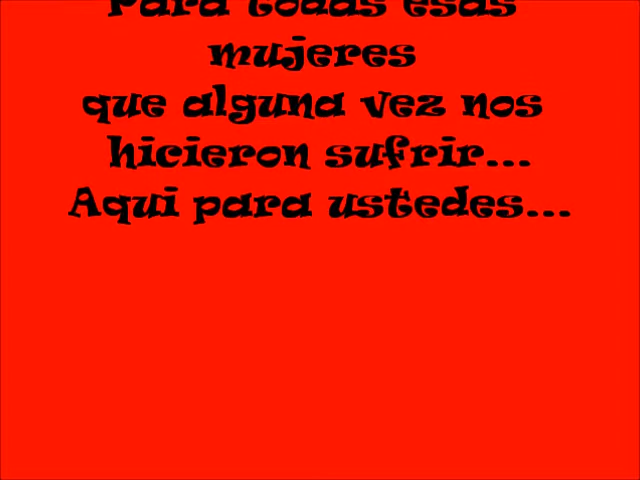 Para todas esas
mujeres
que alguna vez nos
hicieron sufrir...
Aqui para ustedes...